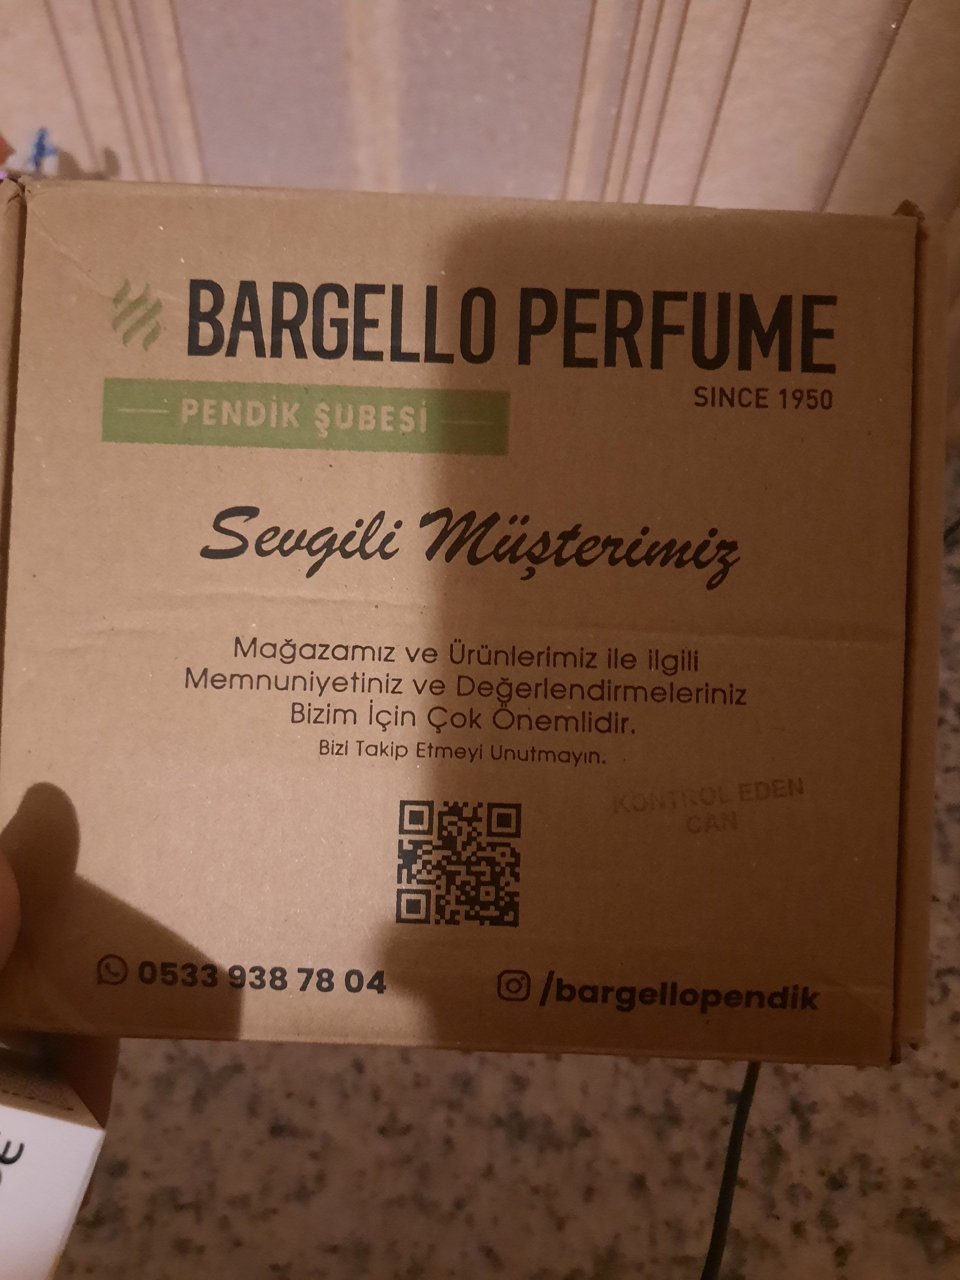 BARGELLO PERFUME
SINCE 1950
PENDİK ŞUBESİ
Sevgili Müşterimiz
Mağazamız ve Ürünlerimiz ile ilgili
Memnuniyetiniz ve Değerlendirmeleriniz
Bizim İçin Çok Önemlidir.
Bizi Takip Etmeyi Unutmayın.
KONTROL EDEN
CAN
0533 938 78 04
/bargellopendik